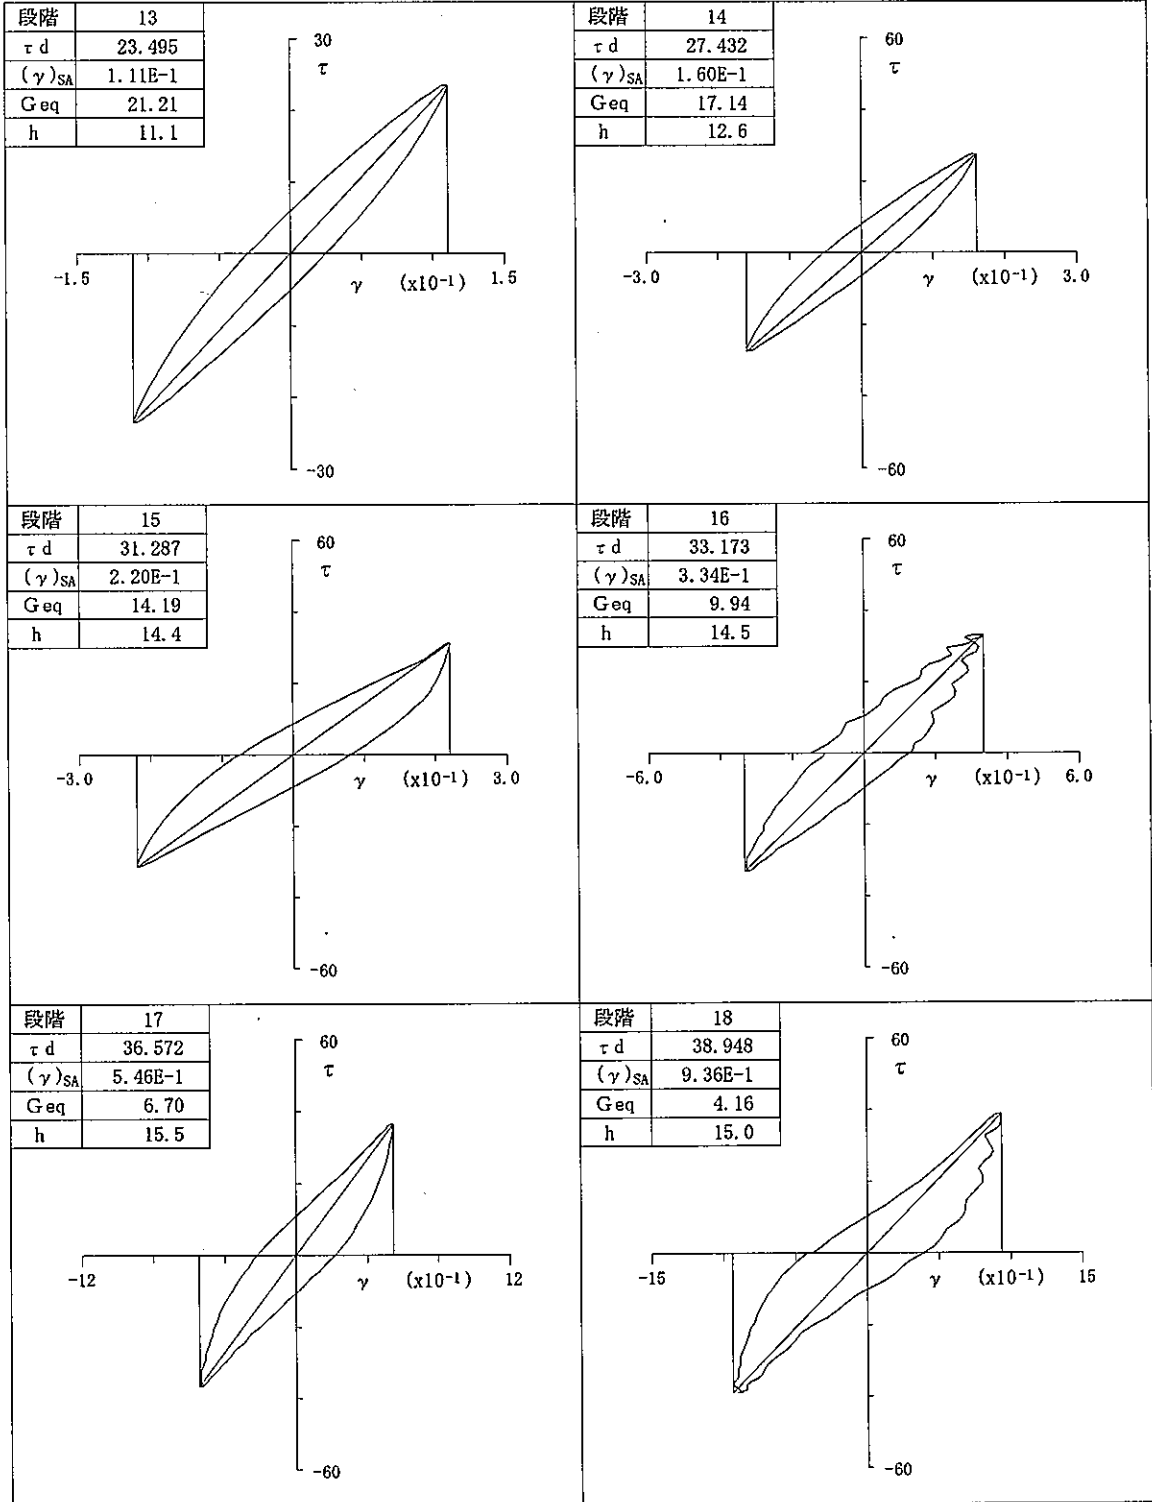 段階 13
τd 23.495
(γ)SA 1.11E-1
Geq 21.21
h 11.1
30
τ
-1.5
γ (x10⁻¹) 1.5
-30
段階 14
τd 27.432
(γ)SA 1.60E-1
Geq 17.14
h 12.6
60
τ
-3.0
γ (x10⁻¹) 3.0
-60
段階 15
τd 31.287
(γ)SA 2.20E-1
Geq 14.19
h 14.4
60
τ
-3.0
γ (x10⁻¹) 3.0
-60
段階 16
τd 33.173
(γ)SA 3.34E-1
Geq 9.94
h 14.5
60
τ
-6.0
γ (x10⁻¹) 6.0
-60
段階 17
τd 36.572
(γ)SA 5.46E-1
Geq 6.70
h 15.5
60
τ
-12
γ (x10⁻¹) 12
-60
段階 18
τd 38.948
(γ)SA 9.36E-1
Geq 4.16
h 15.0
60
τ
-15
γ (x10⁻¹) 15
-60